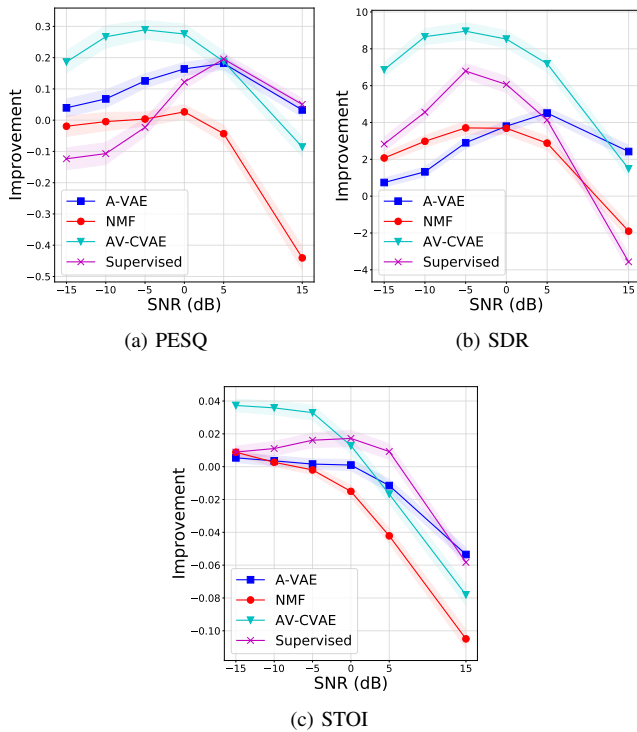 0.3
0.2
0.1
0.0
−0.1
−0.2
−0.3
−0.4
−0.5
Improvement
A-VAE
NMF
AV-CVAE
Supervised
−15 −10 −5 0 5 15
SNR (dB)
(a) PESQ
10
8
6
4
2
0
−2
−4
Improvement
A-VAE
NMF
AV-CVAE
Supervised
−15 −10 −5 0 5 15
SNR (dB)
(b) SDR
0.04
0.02
0.00
−0.02
−0.04
−0.06
−0.08
−0.10
Improvement
A-VAE
NMF
AV-CVAE
Supervised
−15 −10 −5 0 5 15
SNR (dB)
(c) STOI